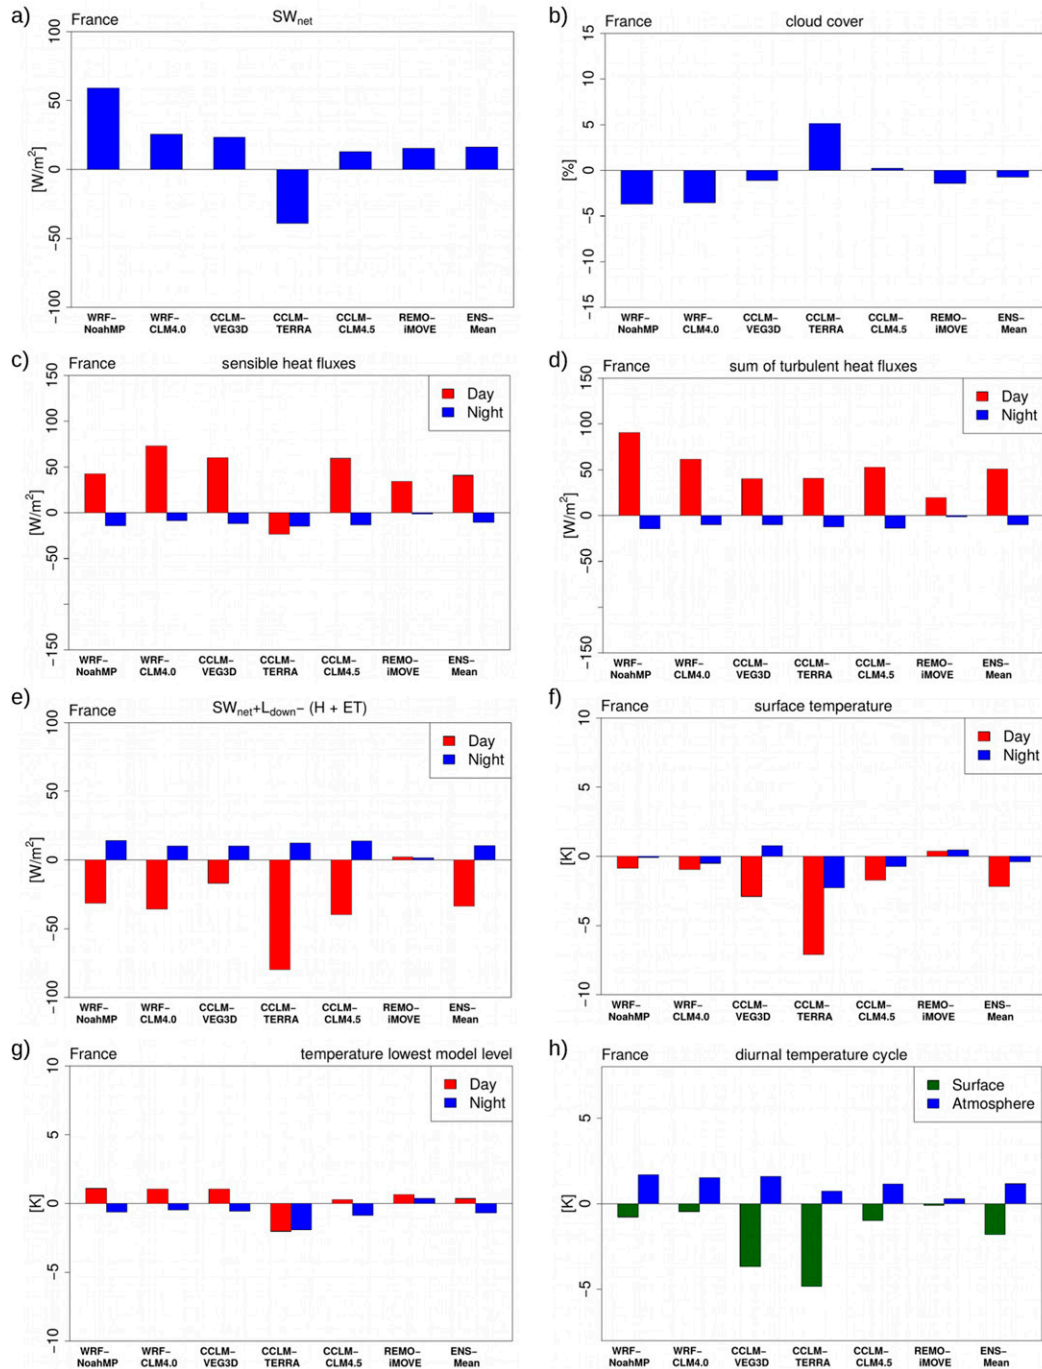 a) France SW_net
100
50
0
−50
−100
[W/m²]
WRF− WRF− CCLM− CCLM− CCLM− REMO− ENS−
NoahMP CLM4.0 VEG3D TERRA CLM4.5 iMOVE Mean
b) France cloud cover
15
10
5
0
−5
−10
−15
[%]
WRF− WRF− CCLM− CCLM− CCLM− REMO− ENS−
NoahMP CLM4.0 VEG3D TERRA CLM4.5 iMOVE Mean
c) France sensible heat fluxes
Day
Night
150
100
50
0
−50
−150
[W/m²]
WRF− WRF− CCLM− CCLM− CCLM− REMO− ENS−
NoahMP CLM4.0 VEG3D TERRA CLM4.5 iMOVE Mean
d) France sum of turbulent heat fluxes
Day
Night
150
100
50
0
−50
−150
[W/m²]
WRF− WRF− CCLM− CCLM− CCLM− REMO− ENS−
NoahMP CLM4.0 VEG3D TERRA CLM4.5 iMOVE Mean
e) France SW_net+L_down− (H + ET)
Day
Night
100
50
0
−50
−100
[W/m²]
WRF− WRF− CCLM− CCLM− CCLM− REMO− ENS−
NoahMP CLM4.0 VEG3D TERRA CLM4.5 iMOVE Mean
f) France surface temperature
Day
Night
10
5
0
−5
−10
[K]
WRF− WRF− CCLM− CCLM− CCLM− REMO− ENS−
NoahMP CLM4.0 VEG3D TERRA CLM4.5 iMOVE Mean
g) France temperature lowest model level
Day
Night
10
5
0
−5
−10
[K]
WRF− WRF− CCLM− CCLM− CCLM− REMO− ENS−
NoahMP CLM4.0 VEG3D TERRA CLM4.5 iMOVE Mean
h) France diurnal temperature cycle
Surface
Atmosphere
5
0
−5
[K]
WRF− WRF− CCLM− CCLM− CCLM− REMO− ENS−
NoahMP CLM4.0 VEG3D TERRA CLM4.5 iMOVE Mean